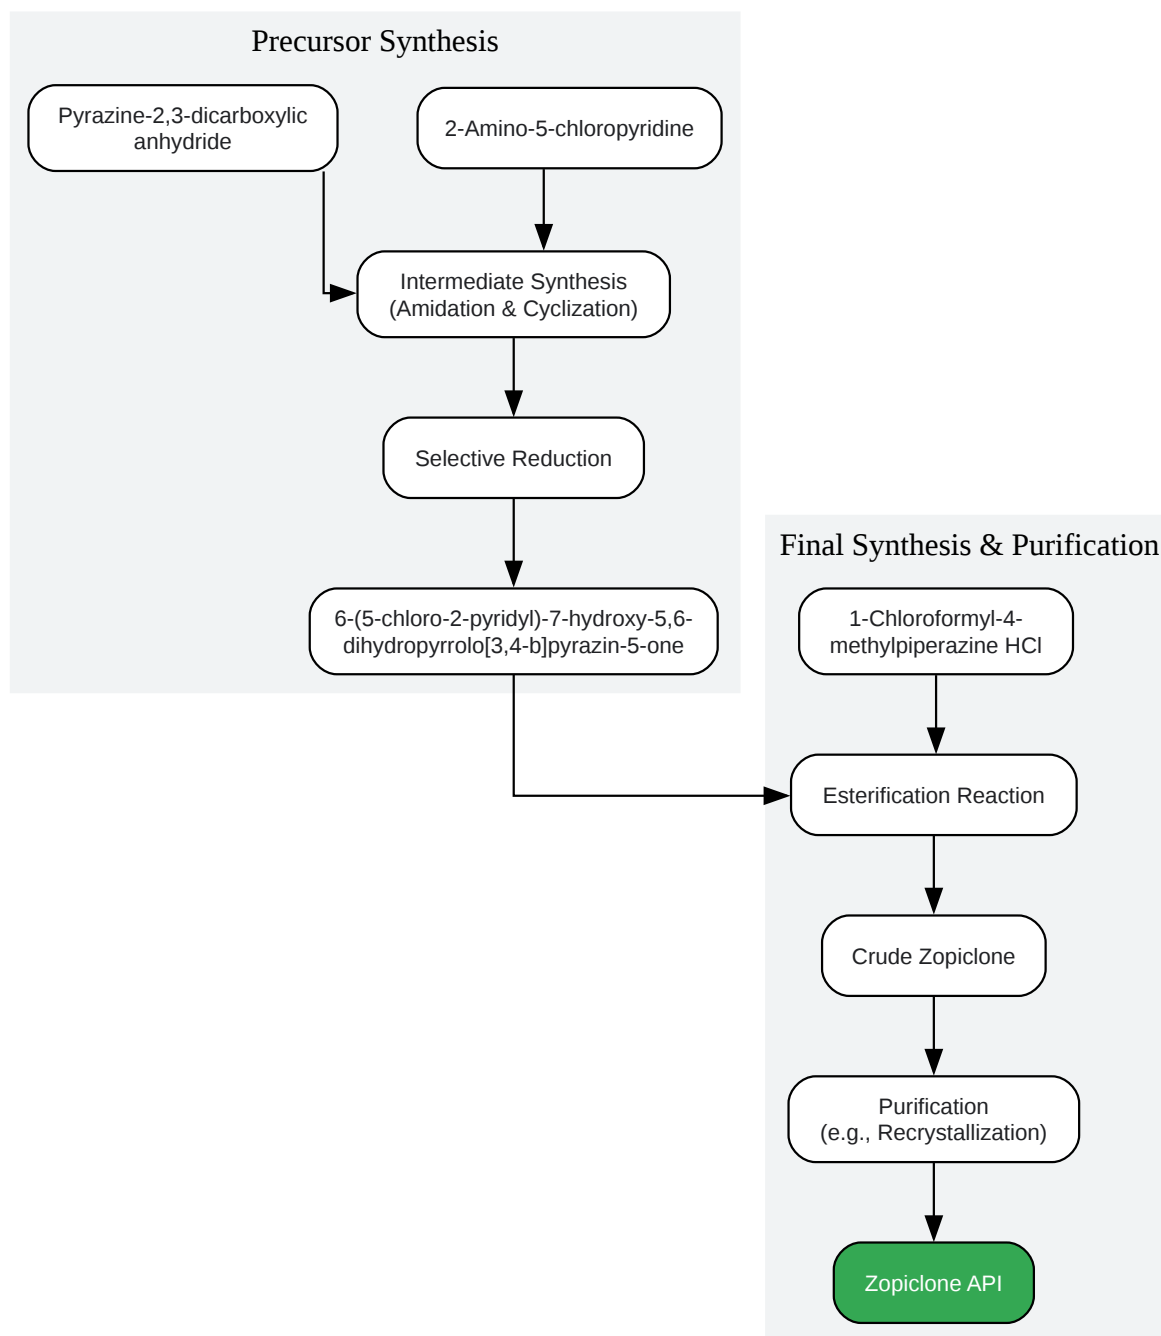 Precursor Synthesis
Pyrazine-2,3-dicarboxylic
anhydride
2-Amino-5-chloropyridine
Intermediate Synthesis
(Amidation & Cyclization)
Selective Reduction
6-(5-chloro-2-pyridyl)-7-hydroxy-5,6-
dihydropyrrolo[3,4-b]pyrazin-5-one
Final Synthesis & Purification
1-Chloroformyl-4-
methylpiperazine HCl
Esterification Reaction
Crude Zopiclone
Purification
(e.g., Recrystallization)
Zopiclone API